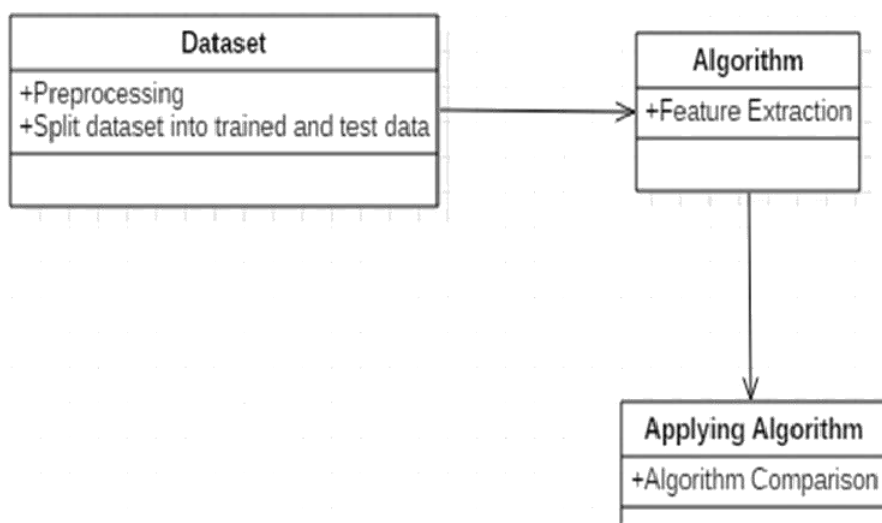 Dataset
+Preprocessing
+Split dataset into trained and test data
Algorithm
+Feature Extraction
Applying Algorithm
+Algorithm Comparison